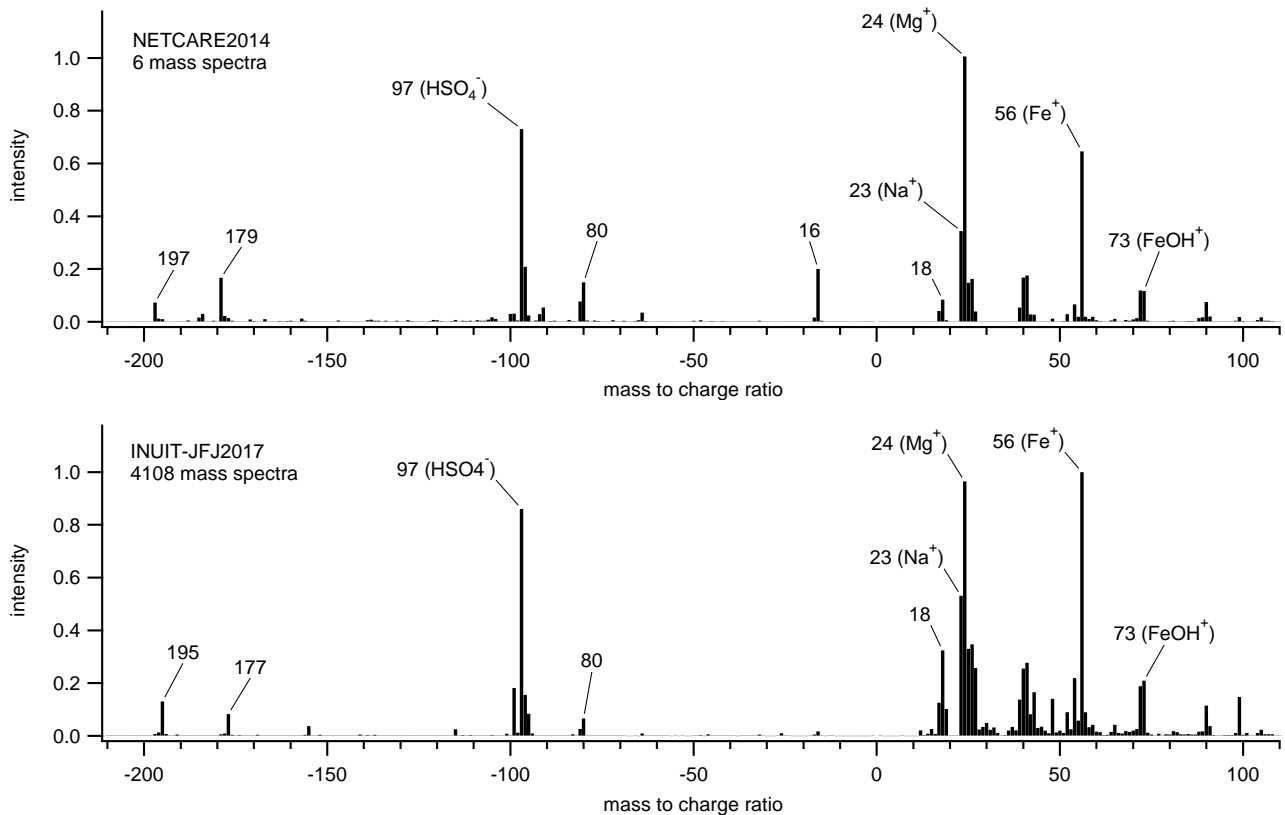 NETCARE2014
6 mass spectra
24 (Mg⁺)
97 (HSO₄⁻)
56 (Fe⁺)
23 (Na⁺)
179
197
80
16
18
73 (FeOH⁺)
intensity
1.0
0.8
0.6
0.4
0.2
0.0
-200 -150 -100 -50 0 50 100
mass to charge ratio
INUIT-JFJ2017
4108 mass spectra
24 (Mg⁺)
56 (Fe⁺)
97 (HSO4⁻)
23 (Na⁺)
18
73 (FeOH⁺)
195
177
80
intensity
1.0
0.8
0.6
0.4
0.2
0.0
-200 -150 -100 -50 0 50 100
mass to charge ratio